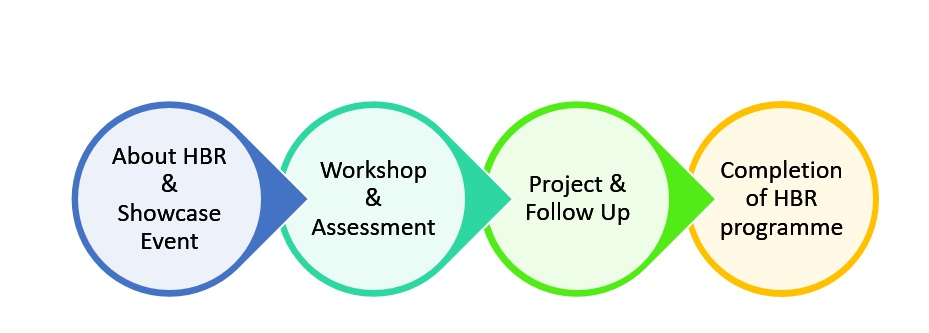 About HBR
&
Showcase
Event
Workshop
&
Assessment
Project &
Follow Up
Completion
of HBR
programme